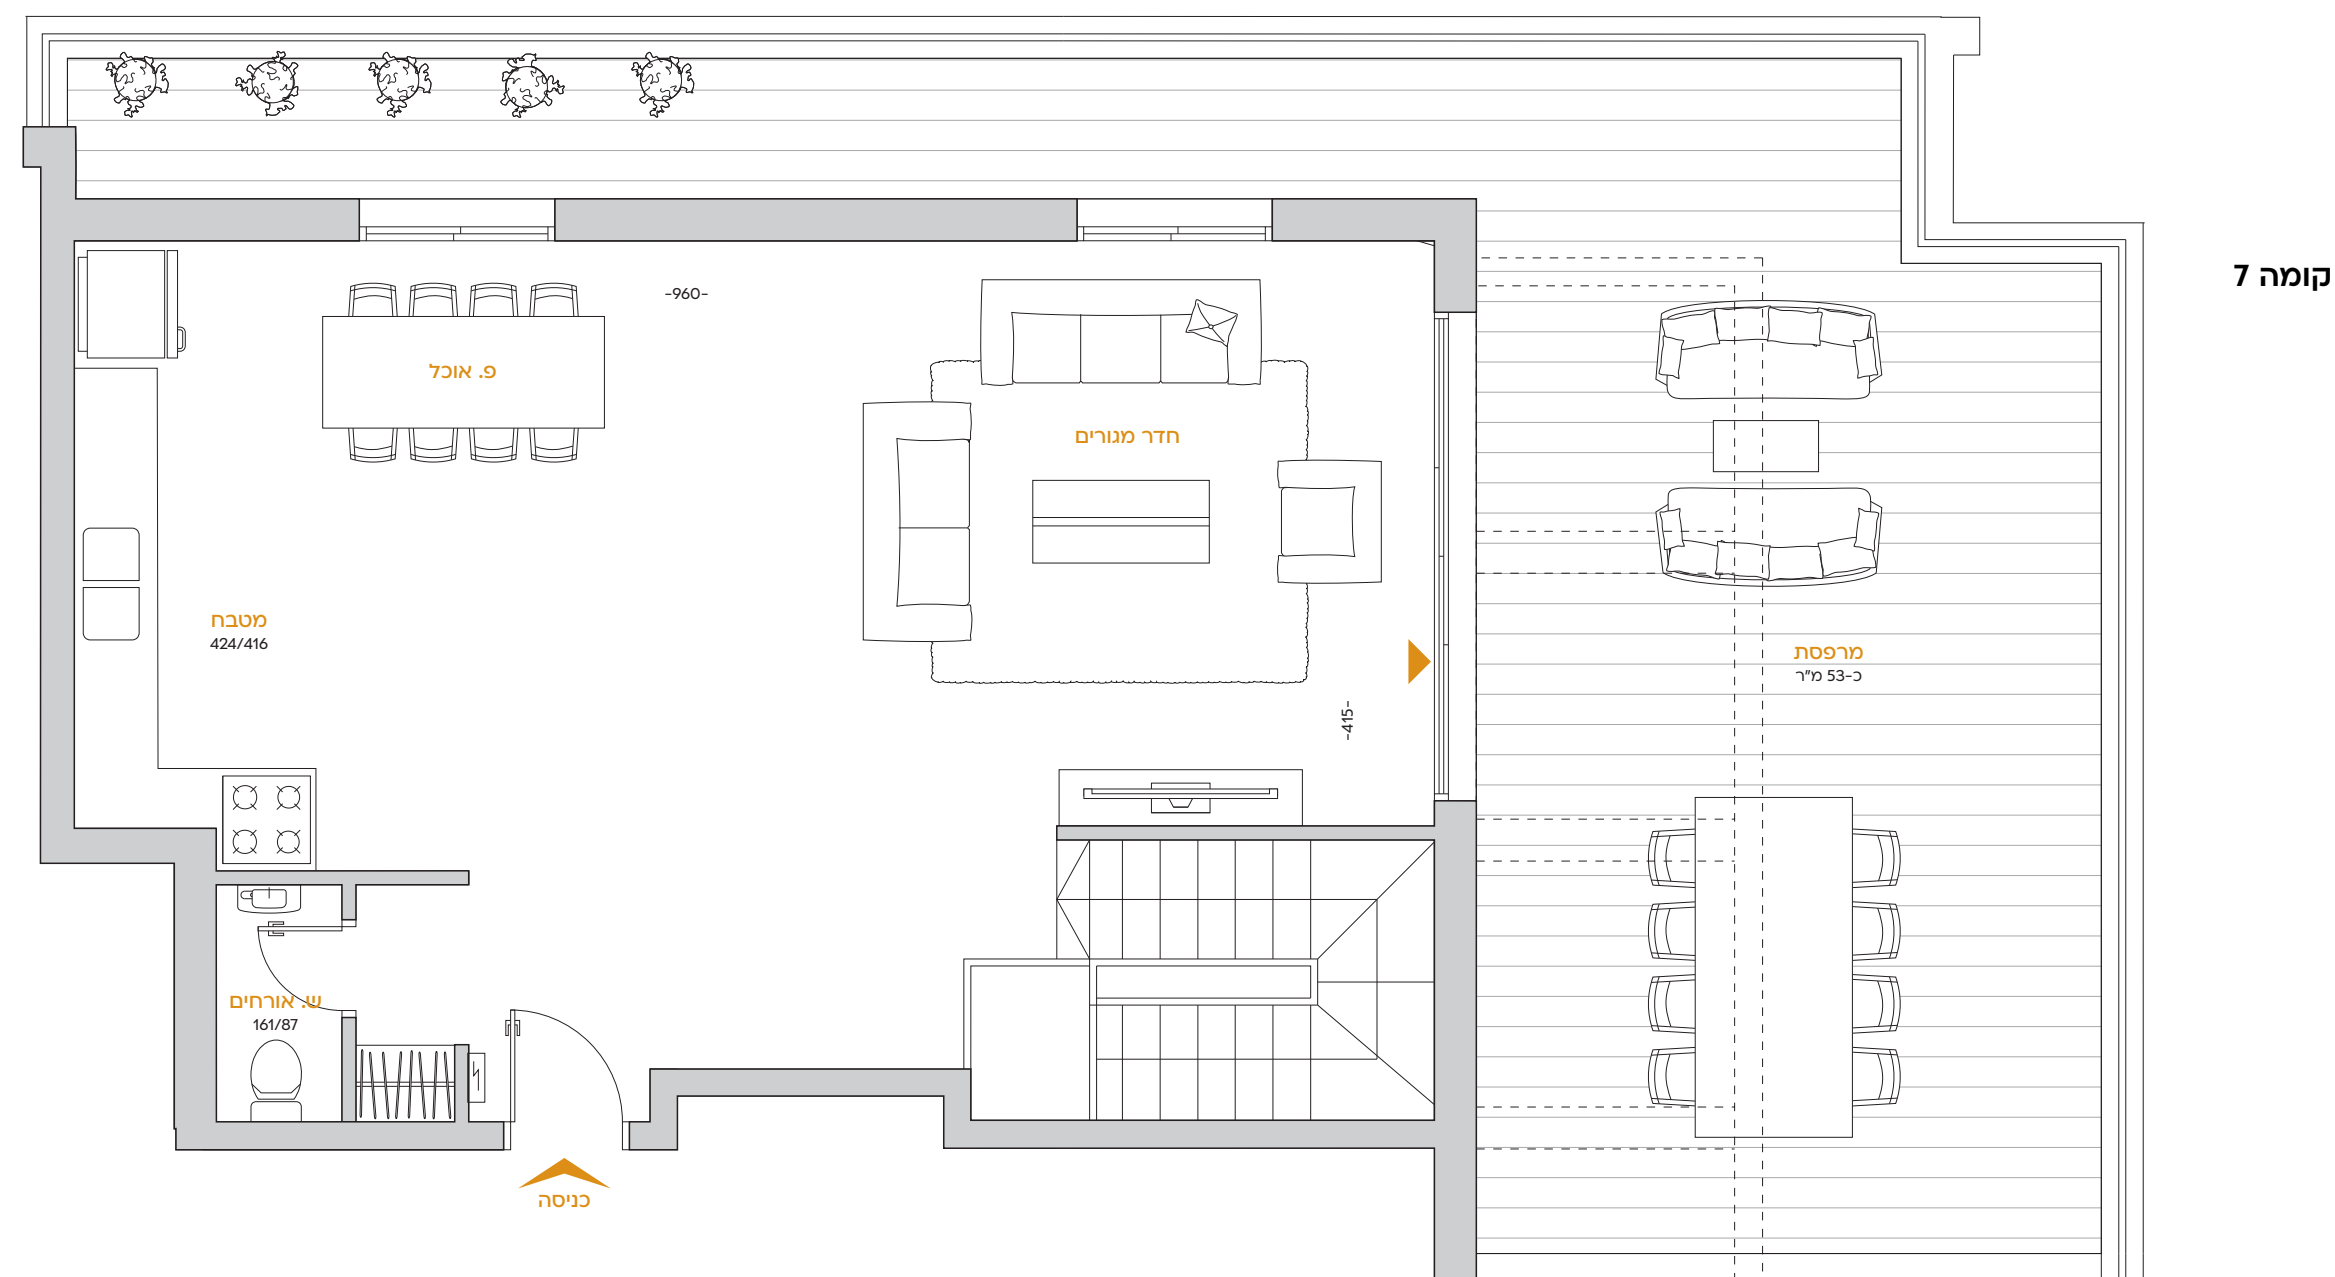 קומה 7
-960-
פ. אוכל
חדר מגורים
מטבח
424/416
מרפסת
כ-53 מ"ר
-415-
ש. אורחים
161/87
כניסה